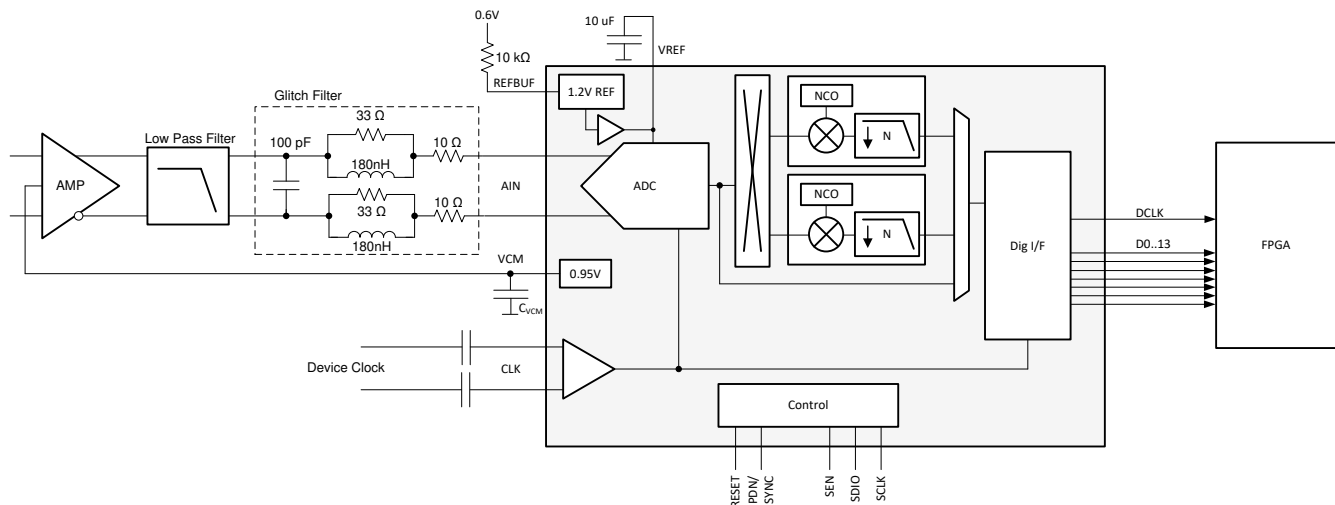 0.6V
10 kΩ
REFBUF
10 uF
VREF
1.2V REF
Glitch Filter
33 Ω
Low Pass Filter
100 pF
10 Ω
180nH
AMP
AIN
33 Ω
10 Ω
180nH
ADC
NCO
N
NCO
N
Dig I/F
DCLK
D0..13
FPGA
VCM
0.95V
CVCM
Device Clock
CLK
Control
RESET
PDN/
SYNC
SEN
SDIO
SCLK